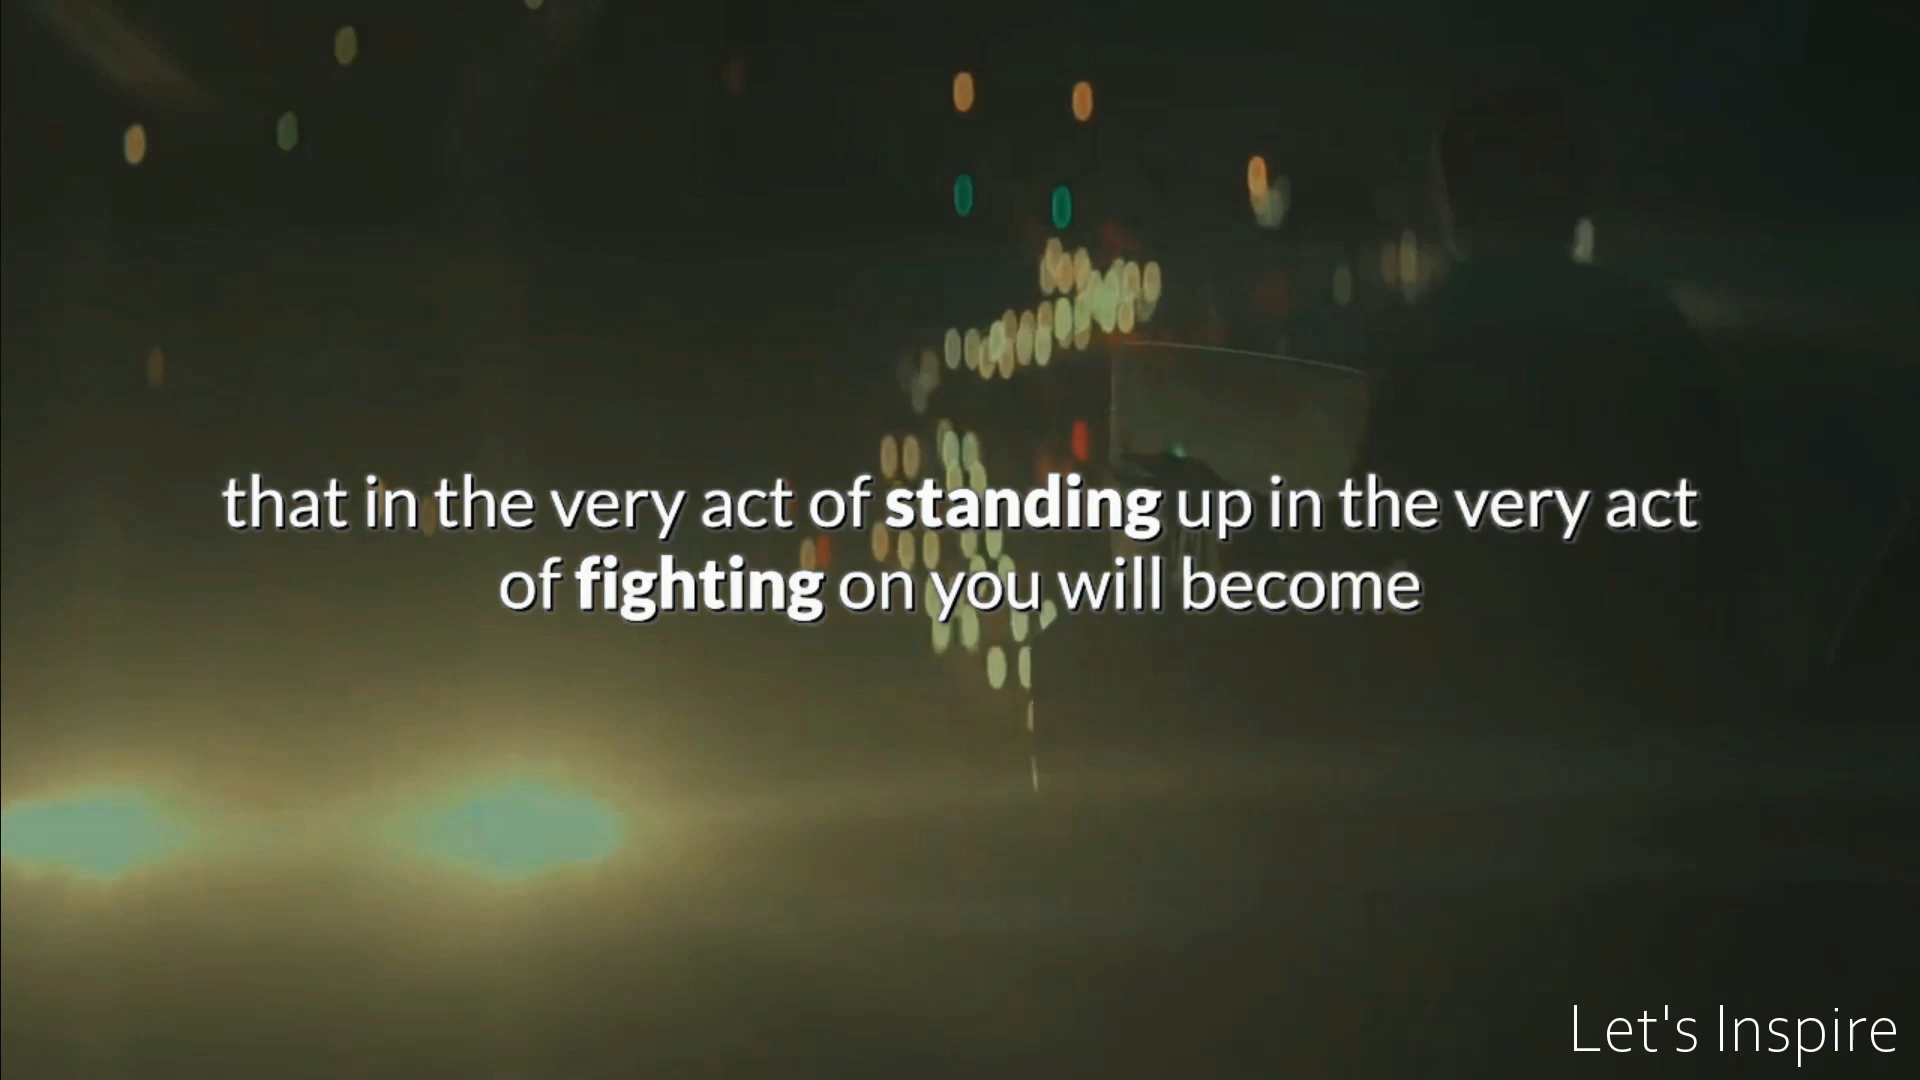 that in the very act of standing up in the very act
of fighting on you will become
Let's Inspire